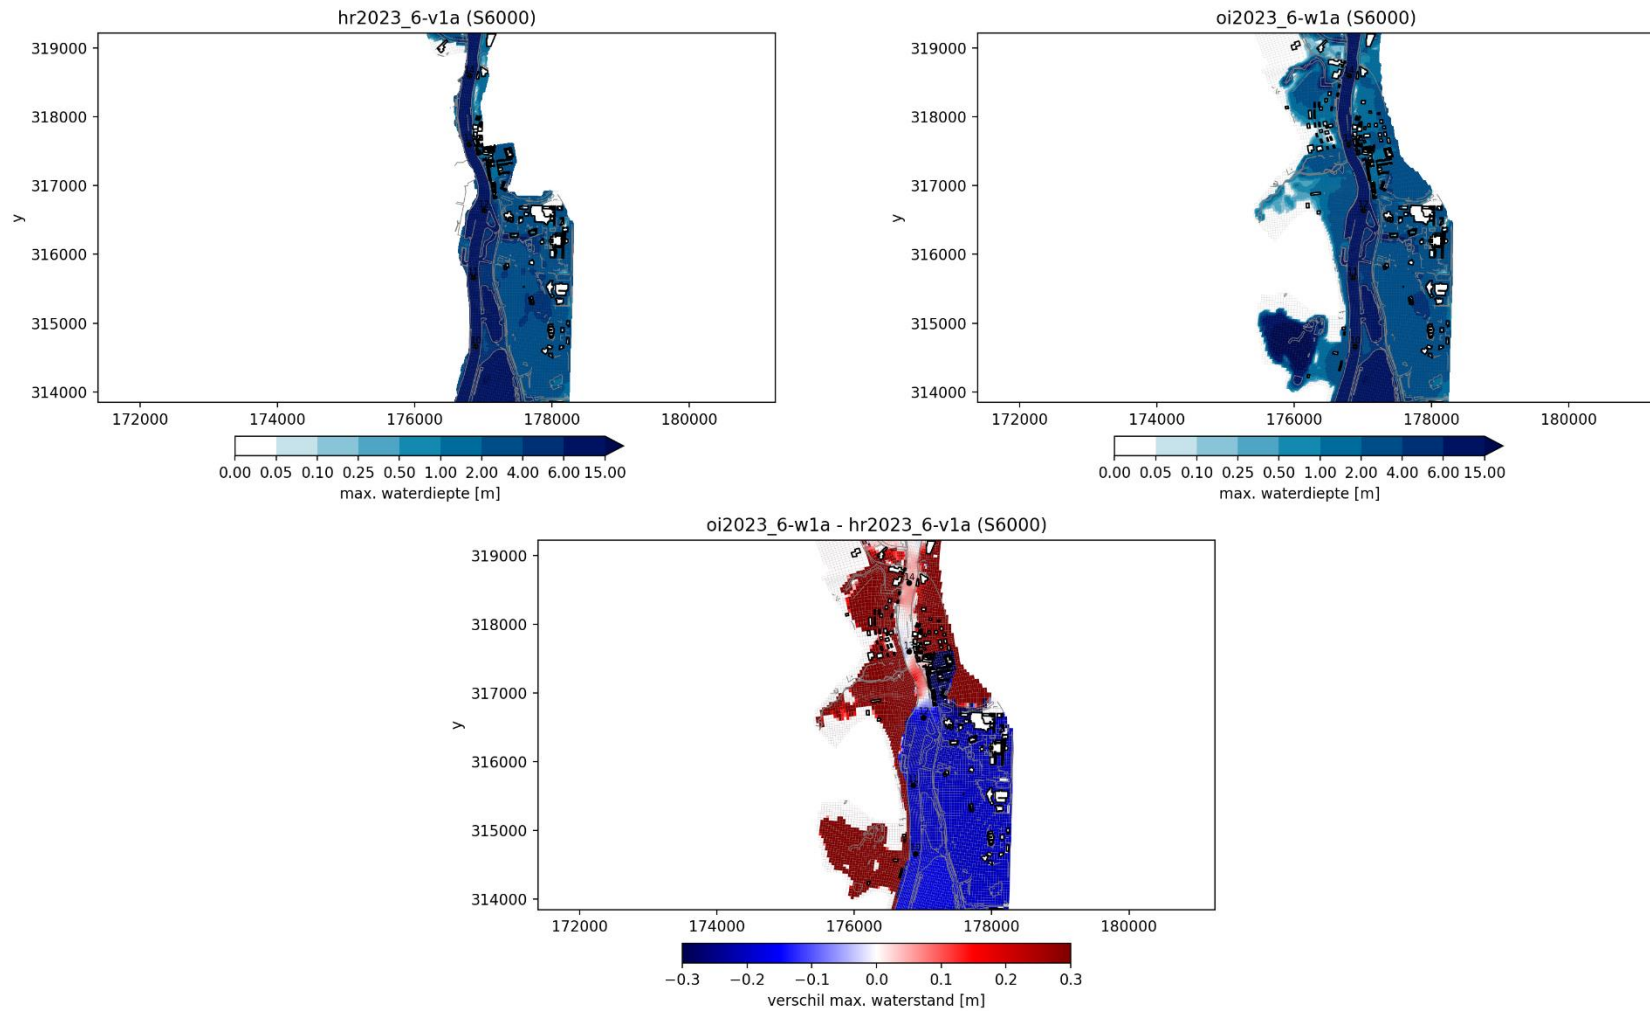 hr2023_6-v1a (S6000)
319000
318000
317000
316000
315000
314000
y
172000 174000 176000 178000 180000
0.00 0.05 0.10 0.25 0.50 1.00 2.00 4.00 6.00 15.00
max. waterdiepte [m]
oi2023_6-w1a (S6000)
319000
318000
317000
316000
315000
314000
y
172000 174000 176000 178000 180000
0.00 0.05 0.10 0.25 0.50 1.00 2.00 4.00 6.00 15.00
max. waterdiepte [m]
oi2023_6-w1a - hr2023_6-v1a (S6000)
319000
318000
317000
316000
315000
314000
y
172000 174000 176000 178000 180000
−0.3 −0.2 −0.1 0.0 0.1 0.2 0.3
verschil max. waterstand [m]